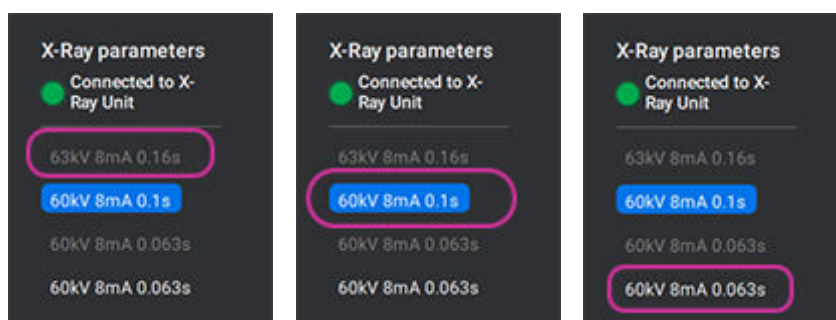 X-Ray parameters
Connected to X-
Ray Unit
63kV 8mA 0.16s
60kV 8mA 0.1s
60kV 8mA 0.063s
60kV 8mA 0.063s
X-Ray parameters
Connected to X-
Ray Unit
63kV 8mA 0.16s
60kV 8mA 0.1s
60kV 8mA 0.063s
60kV 8mA 0.063s
X-Ray parameters
Connected to X-
Ray Unit
63kV 8mA 0.16s
60kV 8mA 0.1s
60kV 8mA 0.063s
60kV 8mA 0.063s